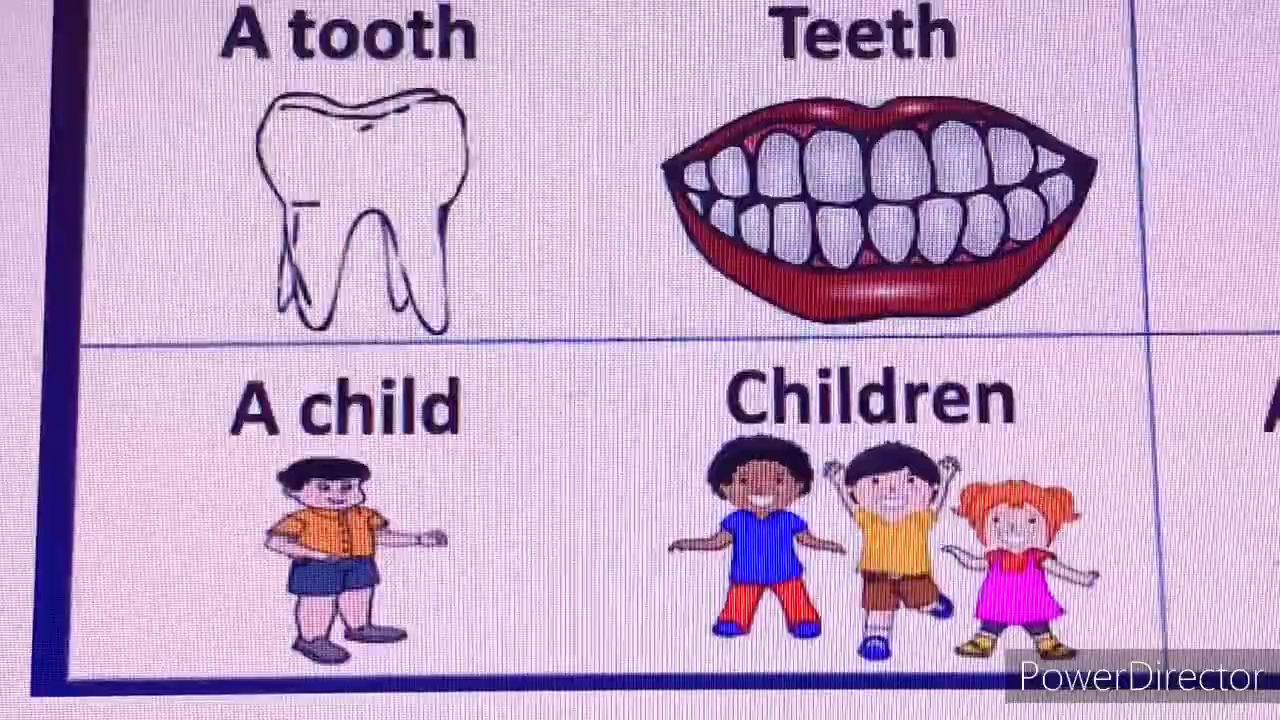 A tooth
Teeth
A child
Children
PowerDirector